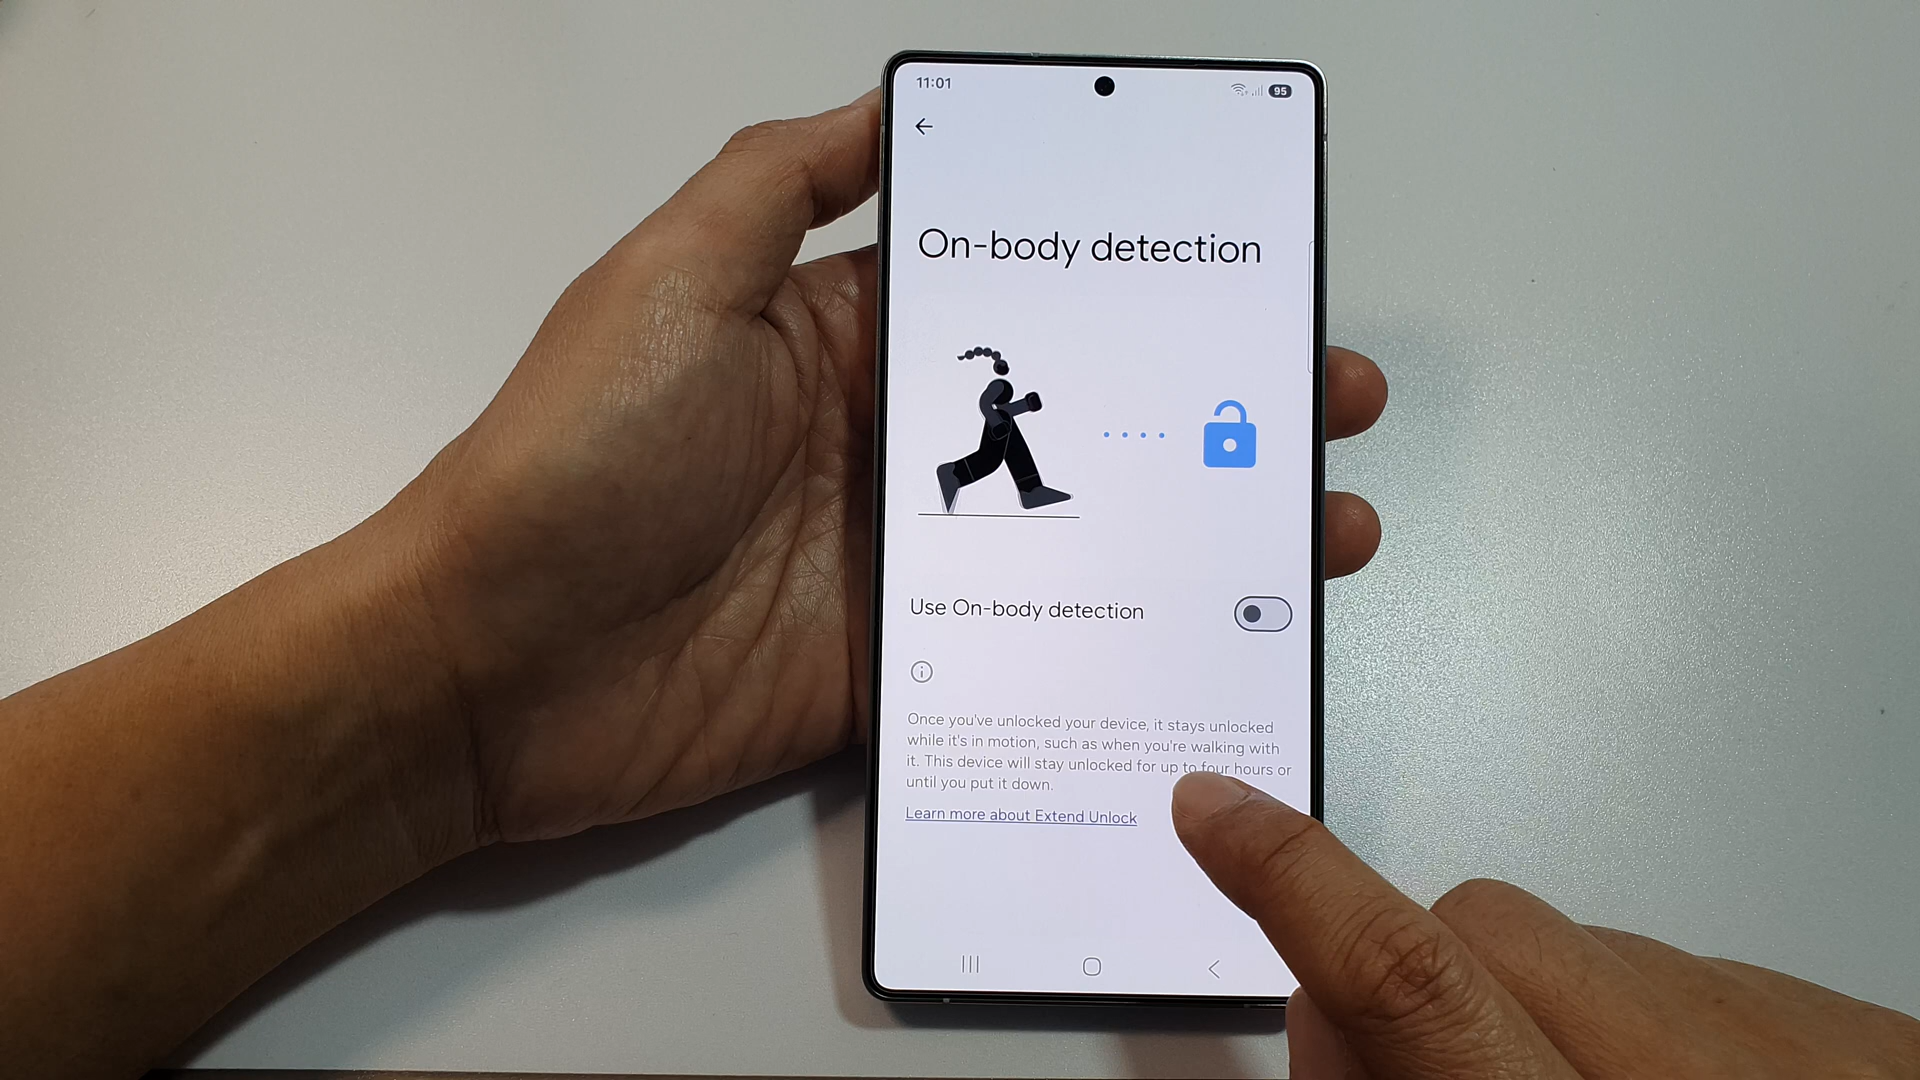 11:01
95
On-body detection
Use On-body detection
Once you've unlocked your device, it stays unlocked
while it's in motion, such as when you're walking with
it. This device will stay unlocked for up to four hours or
until you put it down.
Learn more about Extend Unlock